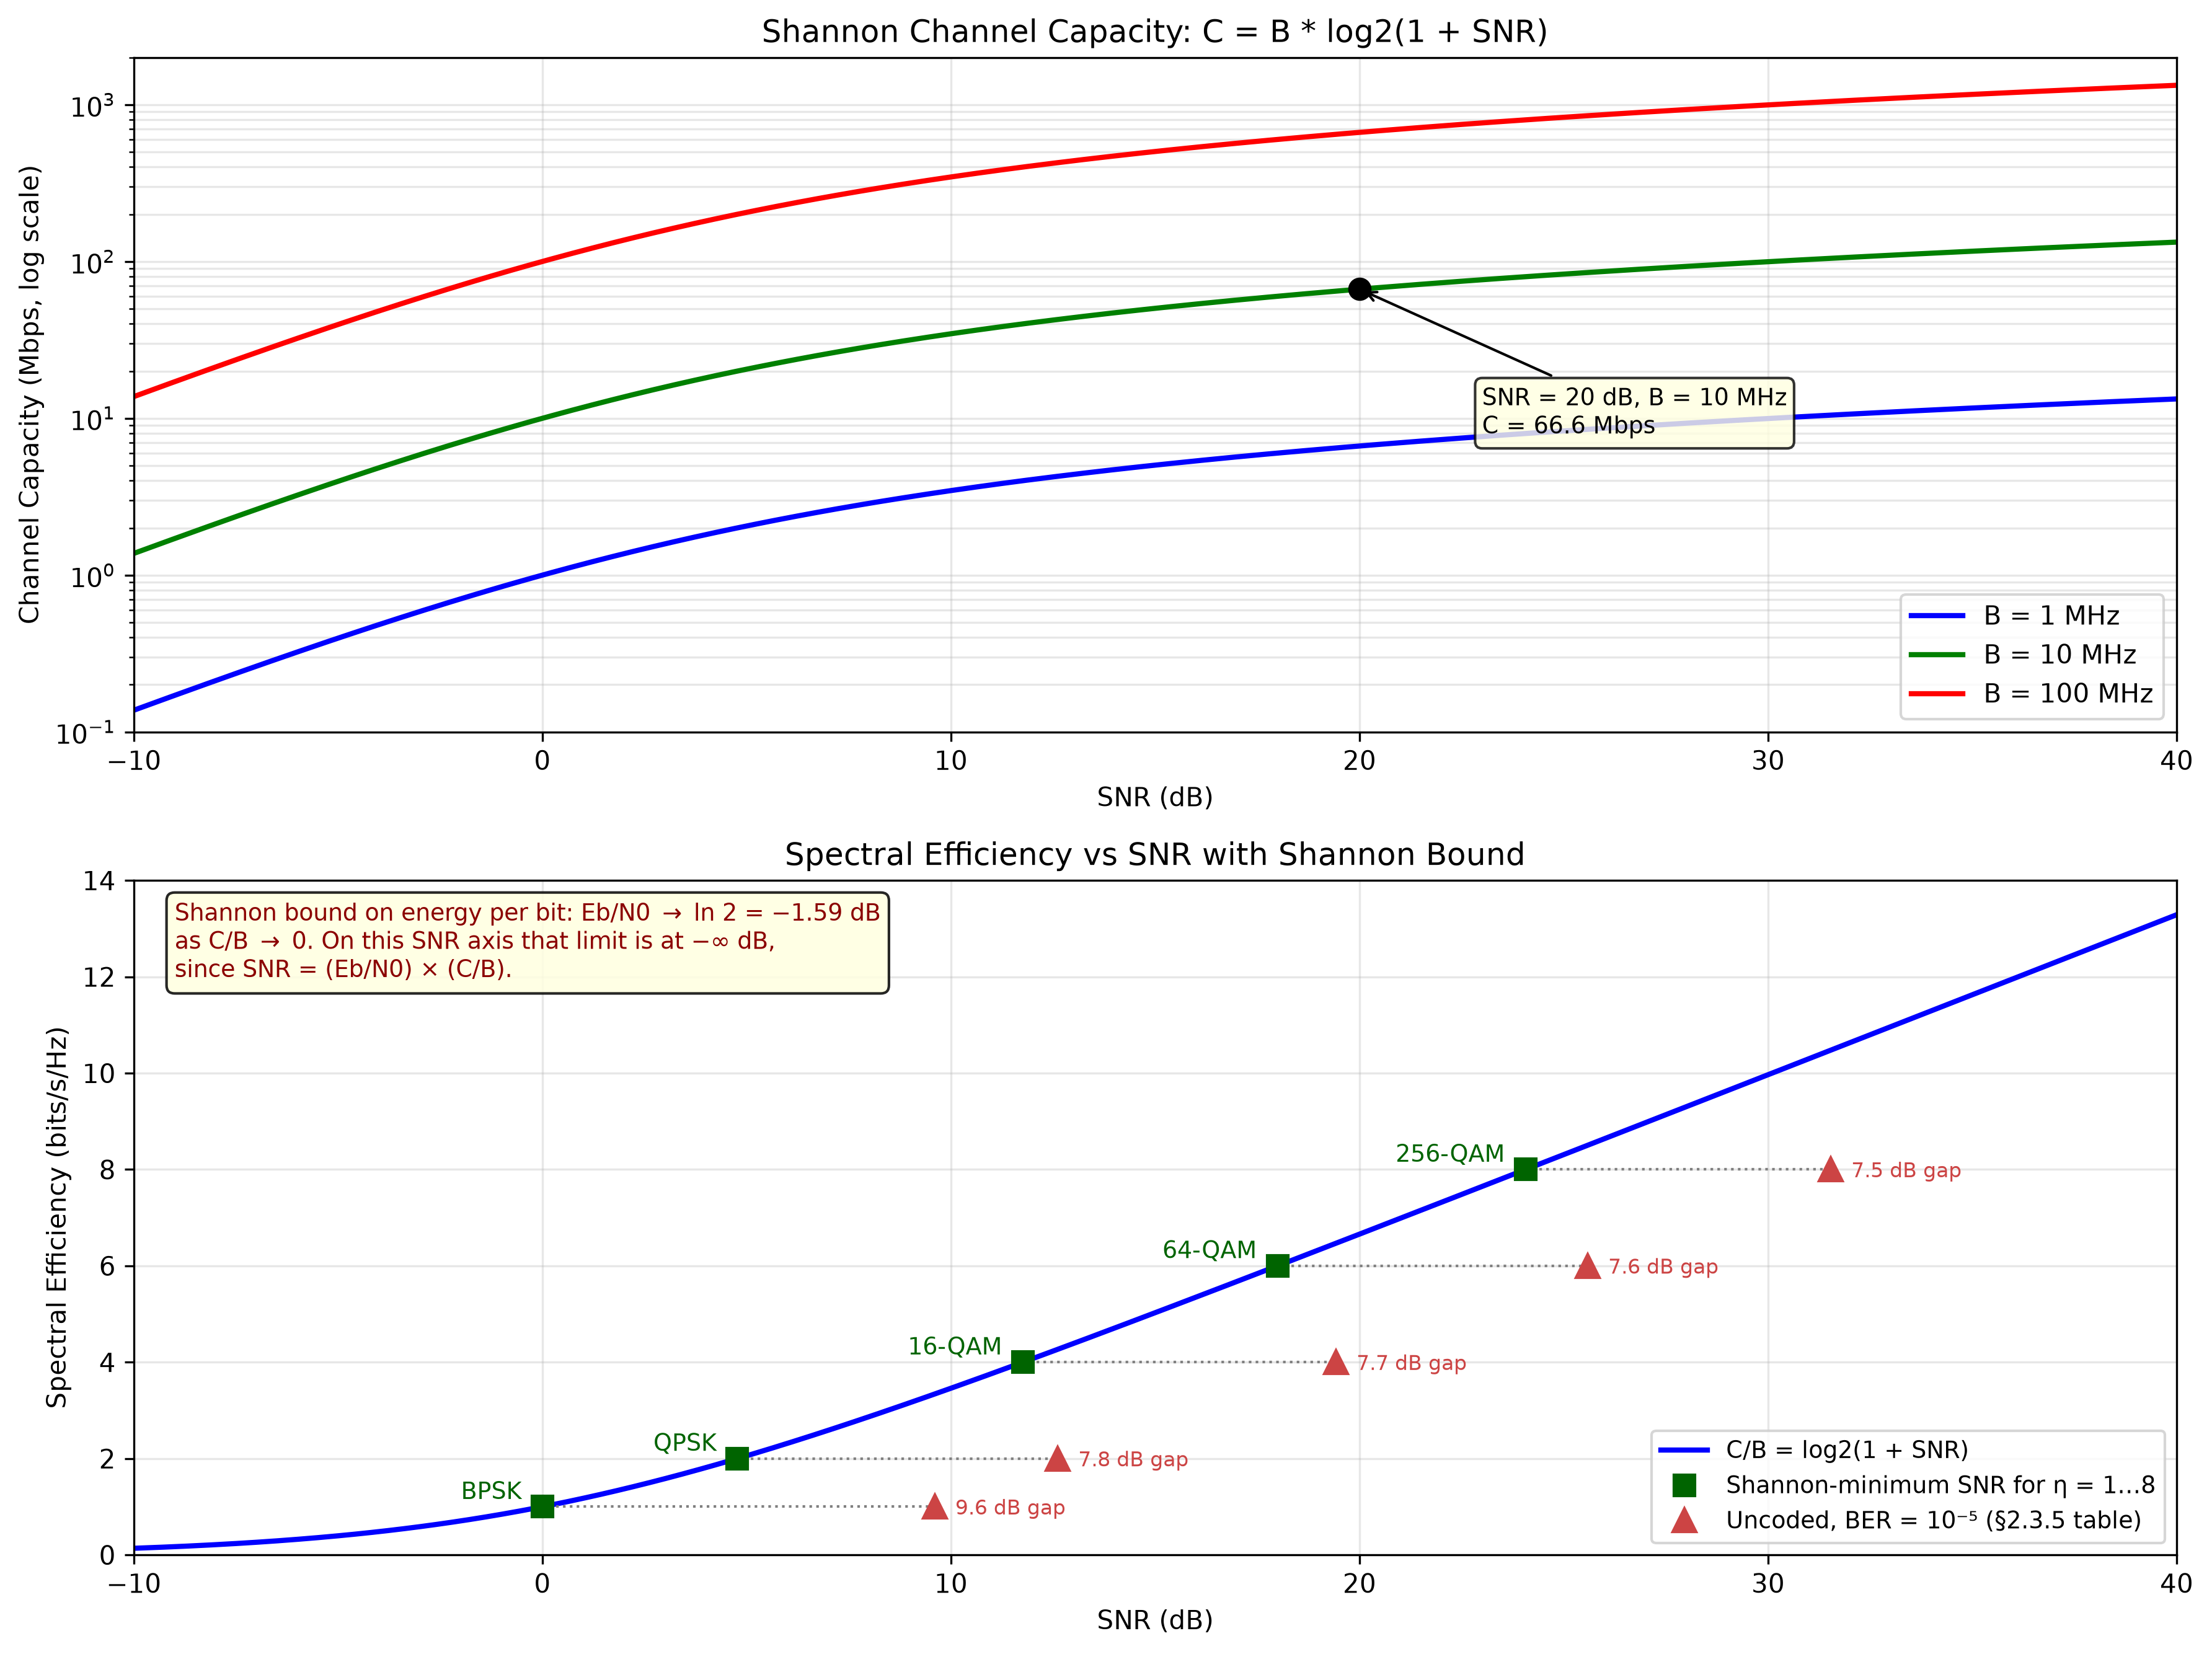 Shannon Channel Capacity: C = B * log2(1 + SNR)
Channel Capacity (Mbps, log scale)
10³
10²
10¹
10⁰
10⁻¹
SNR = 20 dB, B = 10 MHz
C = 66.6 Mbps
B = 1 MHz
B = 10 MHz
B = 100 MHz
−10 0 10 20 30 40
SNR (dB)
Spectral Efficiency vs SNR with Shannon Bound
Spectral Efficiency (bits/s/Hz)
14
12
10
8
6
4
2
0
Shannon bound on energy per bit: Eb/N0 → ln 2 = −1.59 dB
as C/B → 0. On this SNR axis that limit is at −∞ dB,
since SNR = (Eb/N0) × (C/B).
256-QAM
7.5 dB gap
64-QAM
7.6 dB gap
16-QAM
7.7 dB gap
QPSK
7.8 dB gap
BPSK
9.6 dB gap
C/B = log2(1 + SNR)
Shannon-minimum SNR for η = 1…8
Uncoded, BER = 10⁻⁵ (§2.3.5 table)
−10 0 10 20 30 40
SNR (dB)